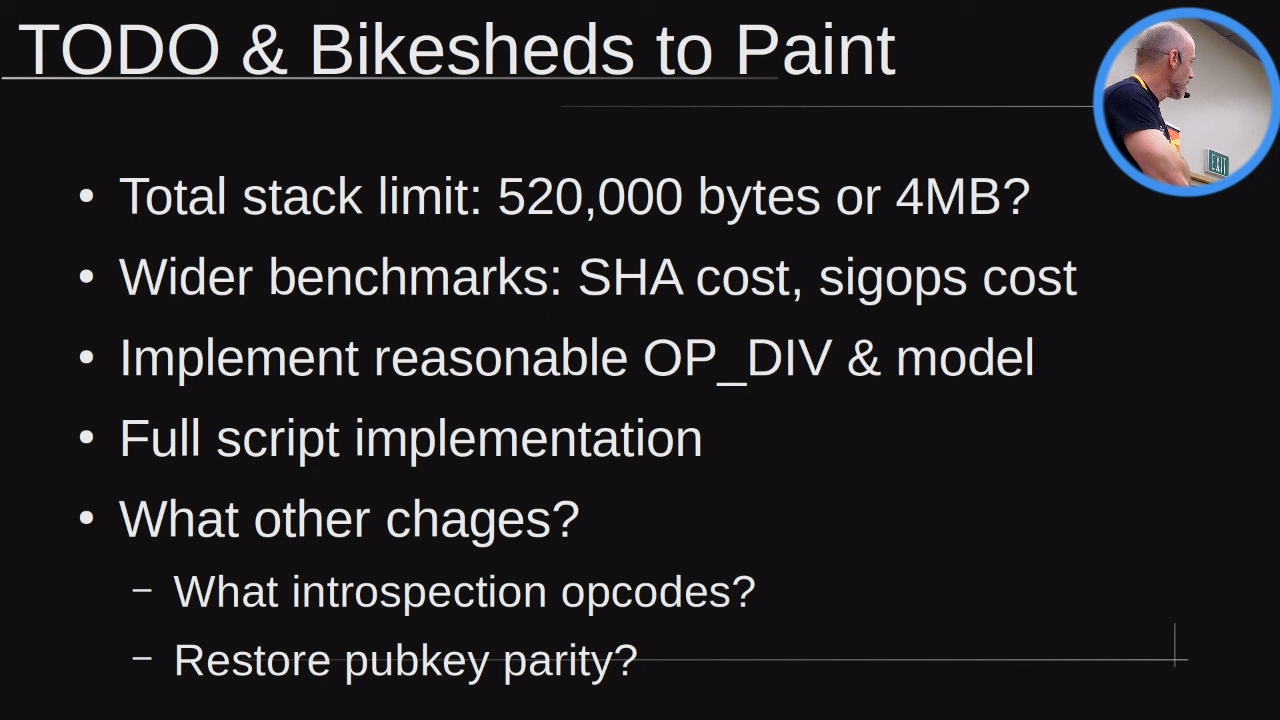 TODO & Bikesheds to Paint
EXIT
• Total stack limit: 520,000 bytes or 4MB?
• Wider benchmarks: SHA cost, sigops cost
• Implement reasonable OP_DIV & model
• Full script implementation
• What other chages?
– What introspection opcodes?
– Restore pubkey parity?